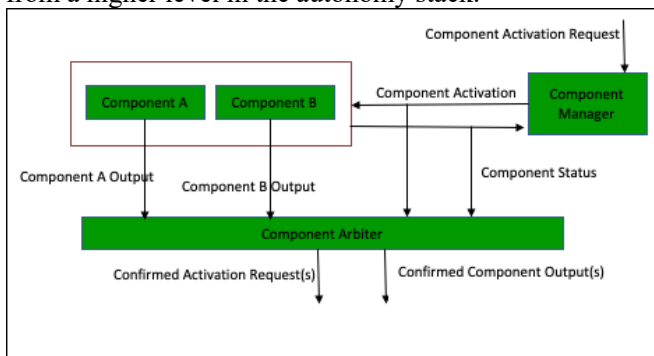 from a higher level in the autonomy stack.
Component Activation Request
Component A
Component B
Component Activation
Component
Manager
Component A Output
Component B Output
Component Status
Component Arbiter
Confirmed Activation Request(s)
Confirmed Component Output(s)